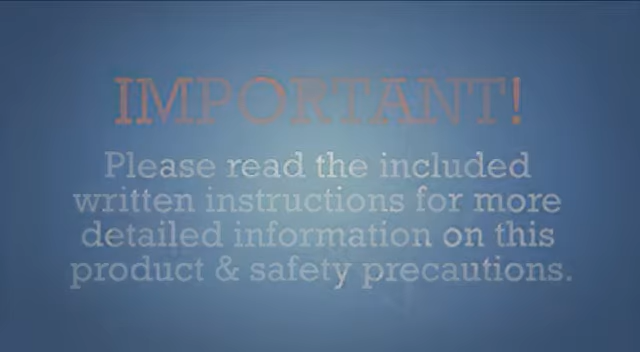 IMPORTANT!
Please read the included
written instructions for more
detailed information on this
product & safety precautions.